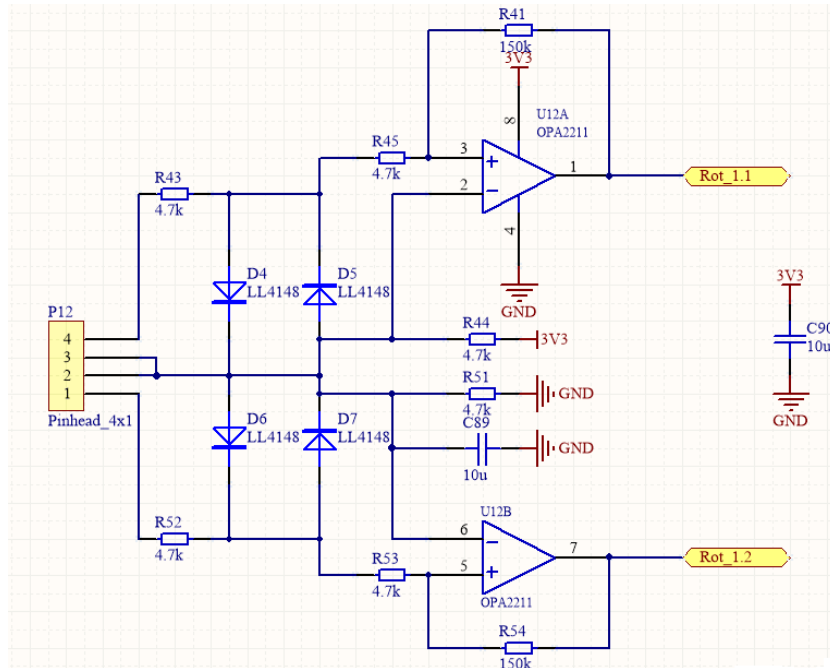 R41
150k
3V3
8
U12A
OPA2211
R45
4.7k
3
2
1
Rot_1.1
4
GND
R43
4.7k
D4
LL4148
D5
LL4148
P12
4
3
2
1
Pinhead_4x1
R44
4.7k
3V3
R51
4.7k
GND
C89
10u
GND
3V3
C90
10u
GND
D6
LL4148
D7
LL4148
R52
4.7k
U12B
6
5
7
OPA2211
Rot_1.2
R53
4.7k
R54
150k